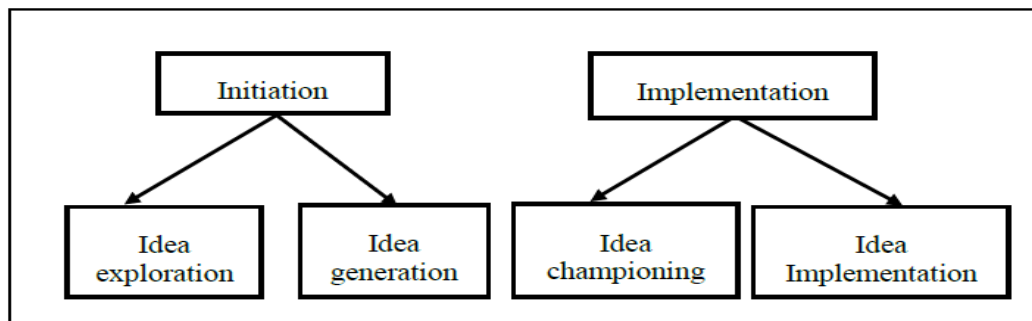 Initiation
Implementation
Idea
exploration
Idea
generation
Idea
championing
Idea
Implementation